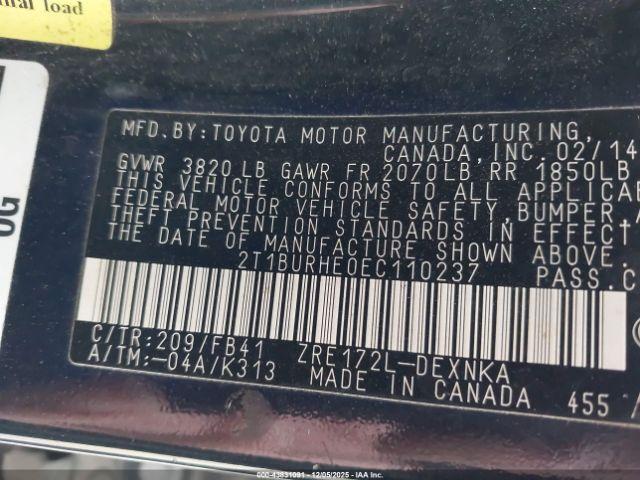 load
MFD.BY:TOYOTA MOTOR MANUFACTURING,
CANADA,INC. 02/14
GVWR 3820 LB GAWR FR 2070LB RR 1850LB
THIS VEHICLE CONFORMS TO ALL
FEDERAL MOTOR VEHICLE SAFETY,BUMPER,
THEFT PREVENTION STANDARDS IN
THE DATE OF MANUFACTURE SHOWN ABOVE
2T1BURHE0EC110237 PASS.C
C/TR:209/FB41 ZRE172L-DEXNKA
A/TM:-04A/K313 MADE IN CANADA 455
000-43831091 - 12/05/2025 - IAA Inc.